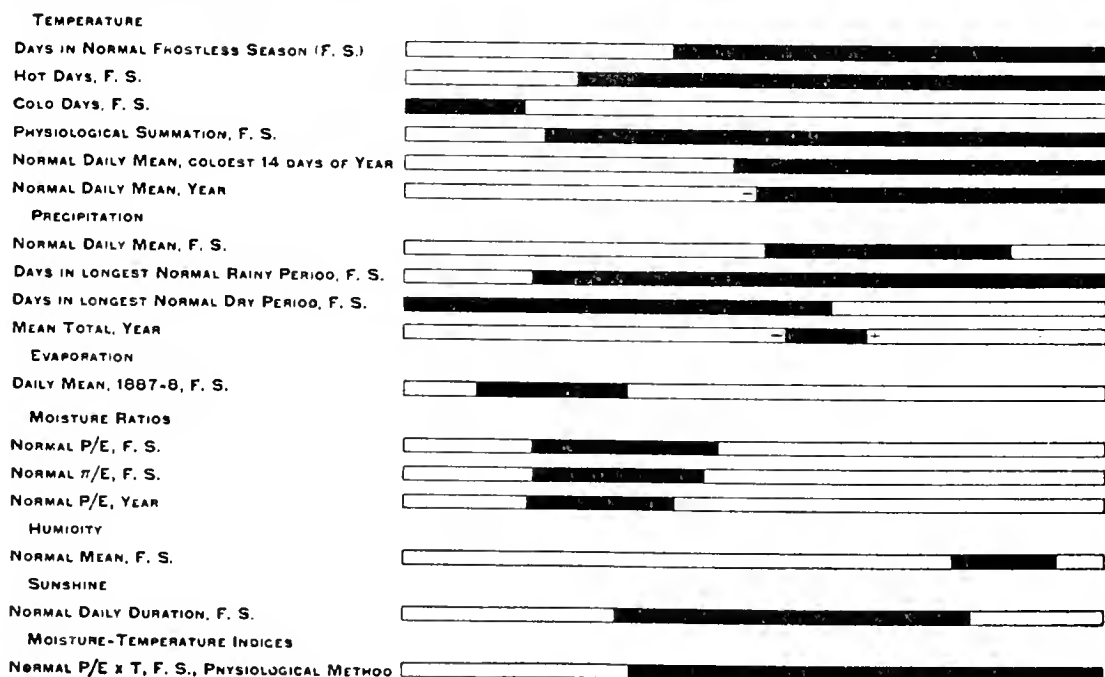 TEMPERATURE
DAYS IN NORMAL FROSTLESS SEASON (F. S.)
HOT DAYS, F. S.
COLD DAYS, F. S.
PHYSIOLOGICAL SUMMATION, F. S.
NORMAL DAILY MEAN, COLDEST 14 DAYS OF YEAR
NORMAL DAILY MEAN, YEAR –
PRECIPITATION
NORMAL DAILY MEAN, F. S.
DAYS IN LONGEST NORMAL RAINY PERIOD, F. S.
DAYS IN LONGEST NORMAL DRY PERIOD, F. S.
MEAN TOTAL, YEAR – +
EVAPORATION
DAILY MEAN, 1887-8, F. S.
MOISTURE RATIOS
NORMAL P/E, F. S.
NORMAL π/E, F. S.
NORMAL P/E, YEAR
HUMIDITY
NORMAL MEAN, F. S.
SUNSHINE
NORMAL DAILY DURATION, F. S.
MOISTURE-TEMPERATURE INDICES
NORMAL P/E X T, F. S., PHYSIOLOGICAL METHOD